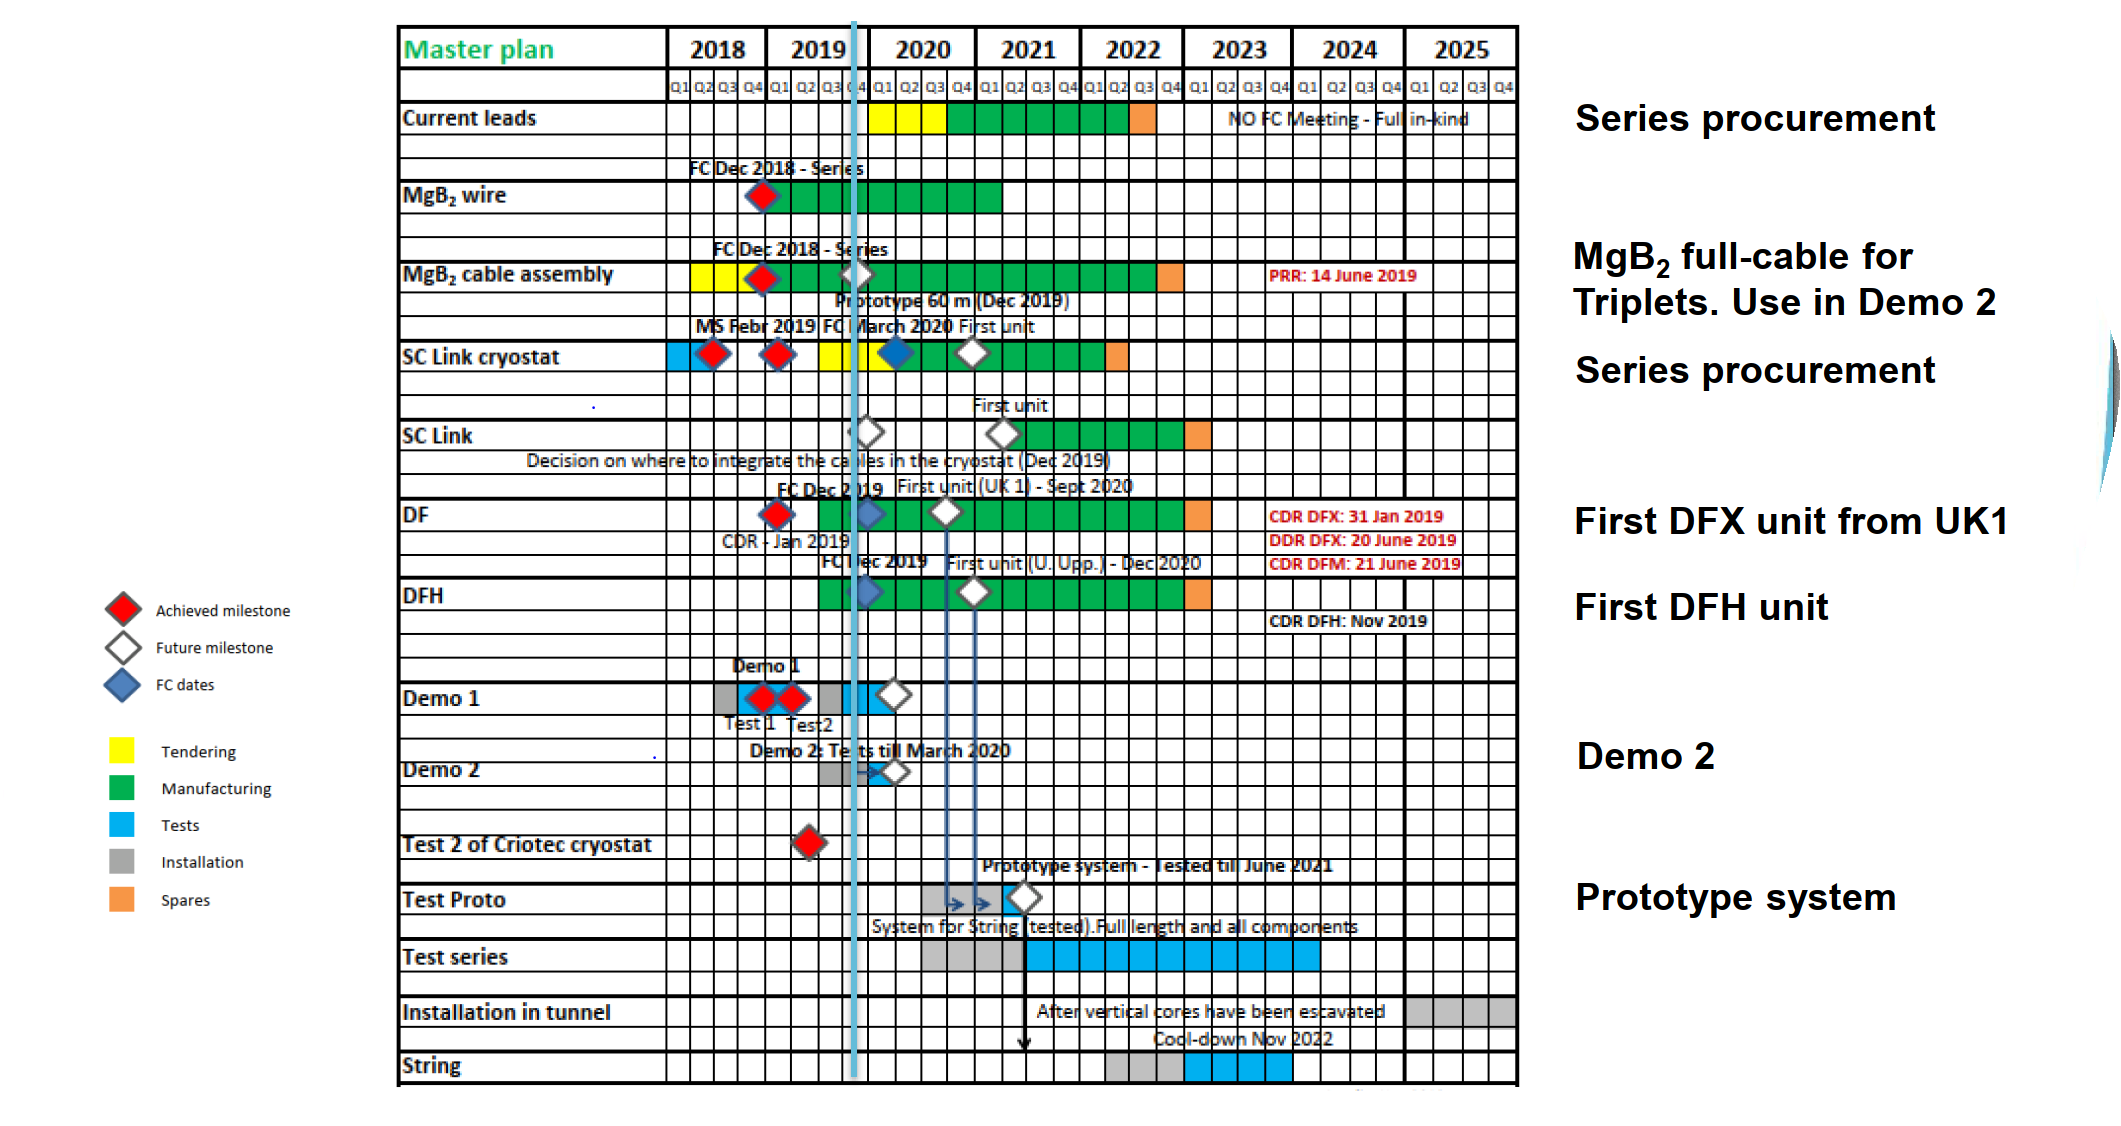 Master plan 2018 2019 2020 2021 2022 2023 2024 2025
Q1 Q2 Q3 Q4 Q1 Q2 Q3 Q4 Q1 Q2 Q3 Q4 Q1 Q2 Q3 Q4 Q1 Q2 Q3 Q4 Q1 Q2 Q3 Q4 Q1 Q2 Q3 Q4 Q1 Q2 Q3 Q4
Current leads NO FC Meeting - Full in-kind
Series procurement
FC Dec 2018 - Series
MgB₂ wire
FC Dec 2018 - Series
MgB₂ cable assembly PRR: 14 June 2019
MgB₂ full-cable for
Triplets. Use in Demo 2
Prototype 60 m (Dec 2019)
MS Febr 2019 FC March 2020 First unit
SC Link cryostat
Series procurement
First unit
SC Link
Decision on where to integrate the cables in the cryostat (Dec 2019)
FC Dec 2019 First unit (UK 1) - Sept 2020
DF CDR DFX: 31 Jan 2019
First DFX unit from UK1
CDR - Jan 2019 DDR DFX: 20 June 2019
FC Dec 2019 First unit (U. Upp.) - Dec 2020 CDR DFM: 21 June 2019
DFH
First DFH unit
CDR DFH: Nov 2019
Demo 1
Demo 1
Test 1 Test2
Demo 2: Tests till March 2020
Demo 2
Demo 2
Test 2 of Criotec cryostat
Prototype system - Tested till June 2021
Test Proto
Prototype system
System for String (tested).Full length and all components
Test series
Installation in tunnel After vertical cores have been escavated
Cool-down Nov 2022
String
Achieved milestone
Future milestone
FC dates
Tendering
Manufacturing
Tests
Installation
Spares